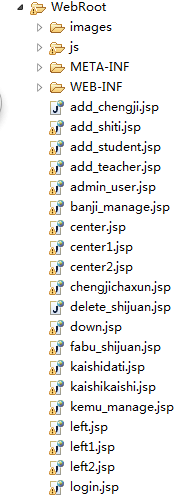 WebRoot
images
js
META-INF
WEB-INF
add_chengji.jsp
add_shiti.jsp
add_student.jsp
add_teacher.jsp
admin_user.jsp
banji_manage.jsp
center.jsp
center1.jsp
center2.jsp
chengjichaxun.jsp
delete_shijuan.jsp
down.jsp
fabu_shijuan.jsp
kaishidati.jsp
kaishikaishi.jsp
kemu_manage.jsp
left.jsp
left1.jsp
left2.jsp
login.jsp